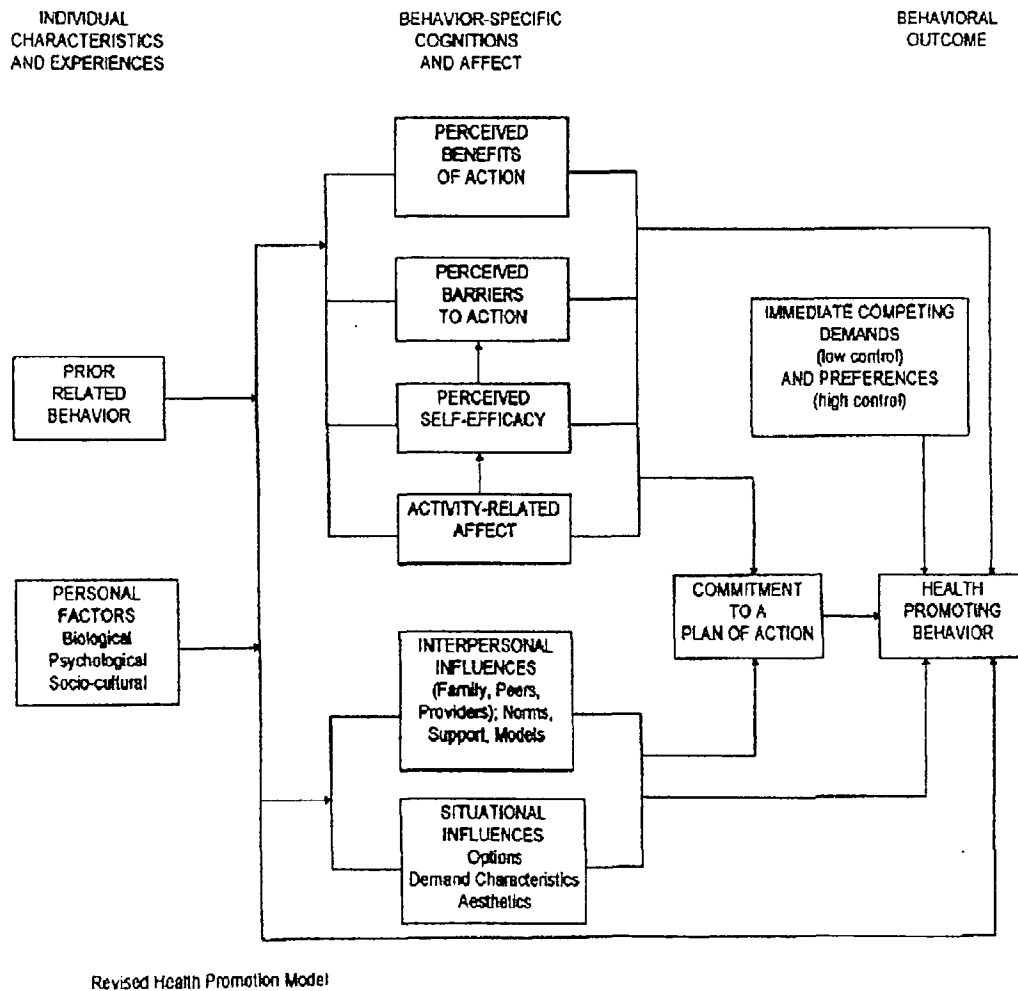 INDIVIDUAL
CHARACTERISTICS
AND EXPERIENCES
BEHAVIOR-SPECIFIC
COGNITIONS
AND AFFECT
BEHAVIORAL
OUTCOME
PERCEIVED
BENEFITS
OF ACTION
PERCEIVED
BARRIERS
TO ACTION
IMMEDIATE COMPETING
DEMANDS
(low control)
AND PREFERENCES
(high control)
PRIOR
RELATED
BEHAVIOR
PERCEIVED
SELF-EFFICACY
ACTIVITY-RELATED
AFFECT
PERSONAL
FACTORS
Biological
Psychological
Socio-cultural
COMMITMENT
TO A
PLAN OF ACTION
HEALTH
PROMOTING
BEHAVIOR
INTERPERSONAL
INFLUENCES
(Family, Peers,
Providers); Norms,
Support, Models
SITUATIONAL
INFLUENCES
Options
Demand Characteristics
Aesthetics
Revised Health Promotion Model